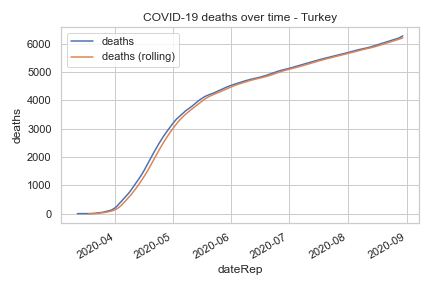 COVID-19 deaths over time - Turkey
deaths
deaths (rolling)
6000
5000
4000
3000
2000
1000
0
deaths
2020-04
2020-05
2020-06
2020-07
2020-08
2020-09
dateRep